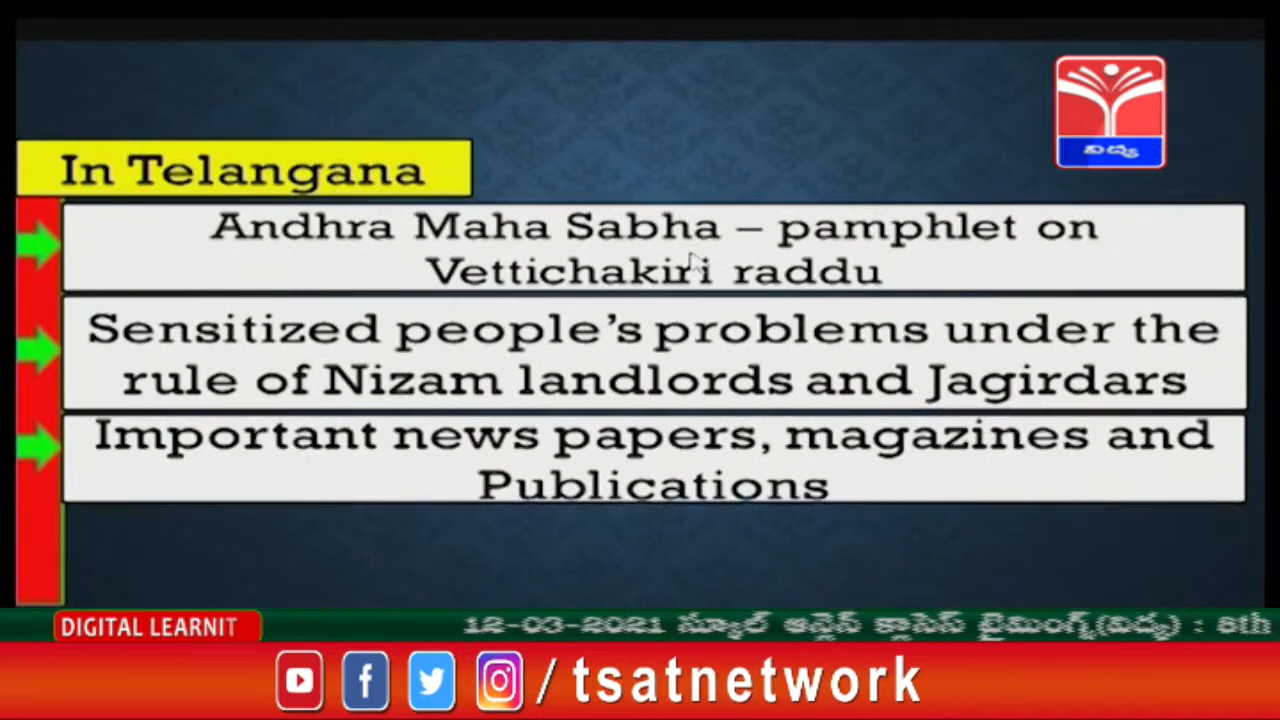 విద్య
In Telangana
Andhra Maha Sabha – pamphlet on
Vettichakiri raddu
Sensitized people's problems under the
rule of Nizam landlords and Jagirdars
Important news papers, magazines and
Publications
DIGITAL LEARNIT
12-03-2021
/tsatnetwork